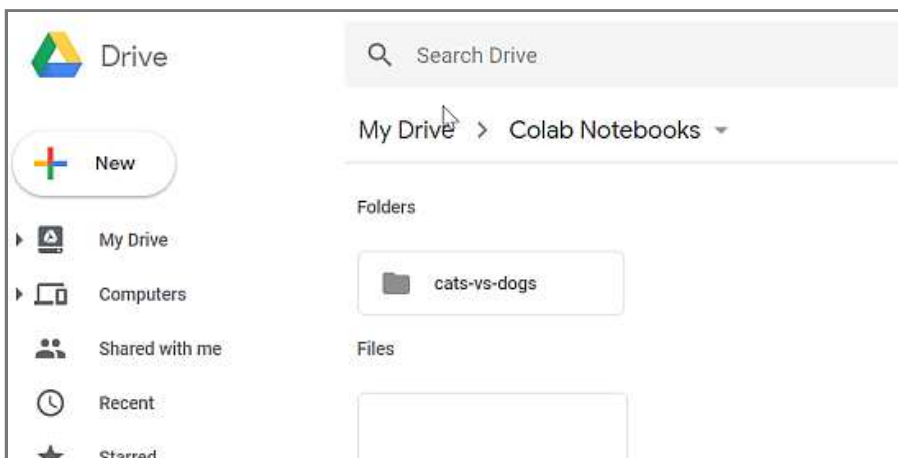 Drive
Search Drive
My Drive > Colab Notebooks
New
Folders
My Drive
cats-vs-dogs
Computers
Shared with me
Files
Recent
Starred